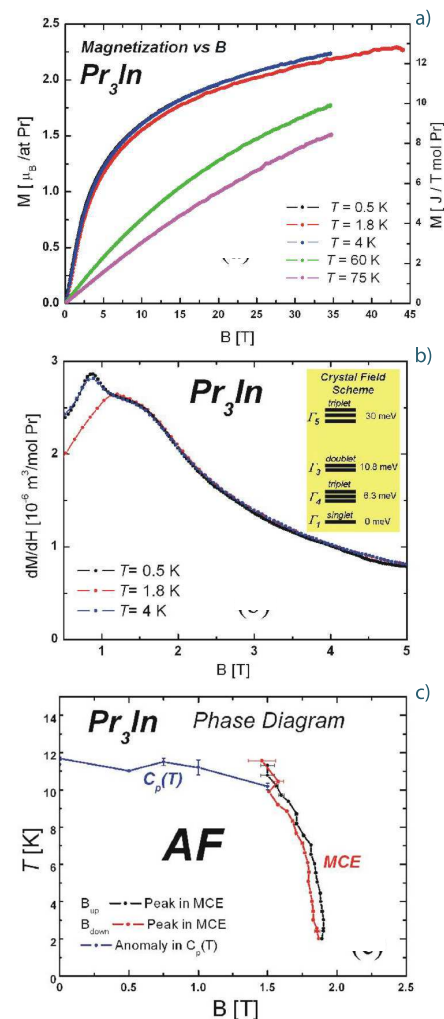 a)
Magnetization vs B
Pr3In
M [ μB /at Pr]
M [ J / T mol Pr]
2.5
2.0
1.5
1.0
0.5
0.0
12
10
8
6
4
2
0
T = 0.5 K
T = 1.8 K
T = 4 K
T = 60 K
T = 75 K
0 5 10 15 20 25 30 35 40 45
B [T]
b)
Pr3In
Crystal Field
Scheme
triplet
Γ5 30 meV
doublet
Γ3 10.8 meV
triplet
Γ4 8.3 meV
singlet
Γ1 0 meV
dM/dH [10-6 m3/mol Pr]
3
2
1
0
T = 0.5 K
T = 1.8 K
T = 4 K
1 2 3 4 5
B [T]
c)
Pr3In Phase Diagram
T [K]
16
14
12
10
8
6
4
2
0
Cp(T)
AF
MCE
Bup Peak in MCE
Bdown Peak in MCE
Anomaly in Cp(T)
0.0 0.5 1.0 1.5 2.0 2.5
B [T]